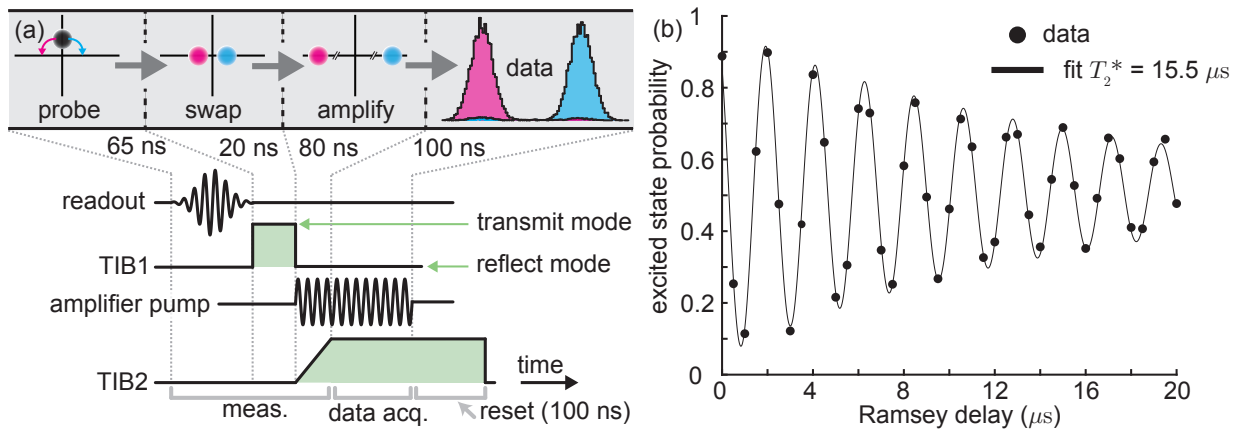 (a)
probe
swap
amplify
data
65 ns
20 ns
80 ns
100 ns
readout
transmit mode
TIB1
reflect mode
amplifier pump
TIB2
time
meas.
data acq.
reset (100 ns)
(b)
data
fit T₂* = 15.5 μs
excited state probability
1
0.8
0.6
0.4
0.2
0
0 4 8 12 16 20
Ramsey delay (μs)